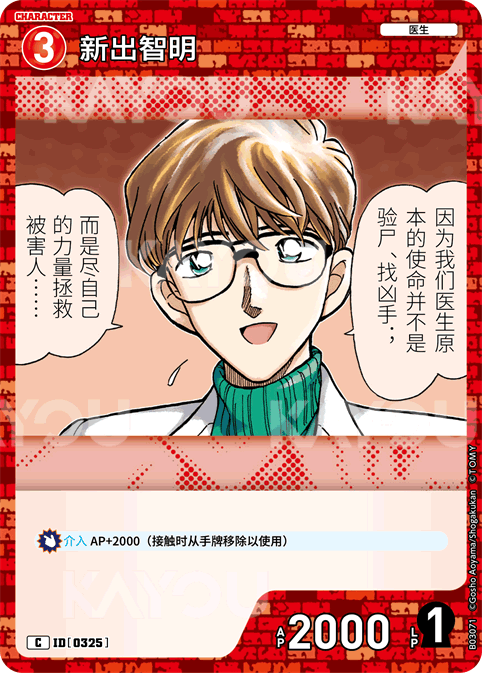 CHARACTER
3
新出智明
医生
因为我们医生原
本的使命并不是
验尸、找凶手；
而是尽自己
的力量拯救
被害人……
KAYOU
介入 AP+2000（接触时从手牌移除以使用）
C ID[0325]
AP 2000 LP 1
B03071 ©Gosho Aoyama/Shogakukan ©TOMY